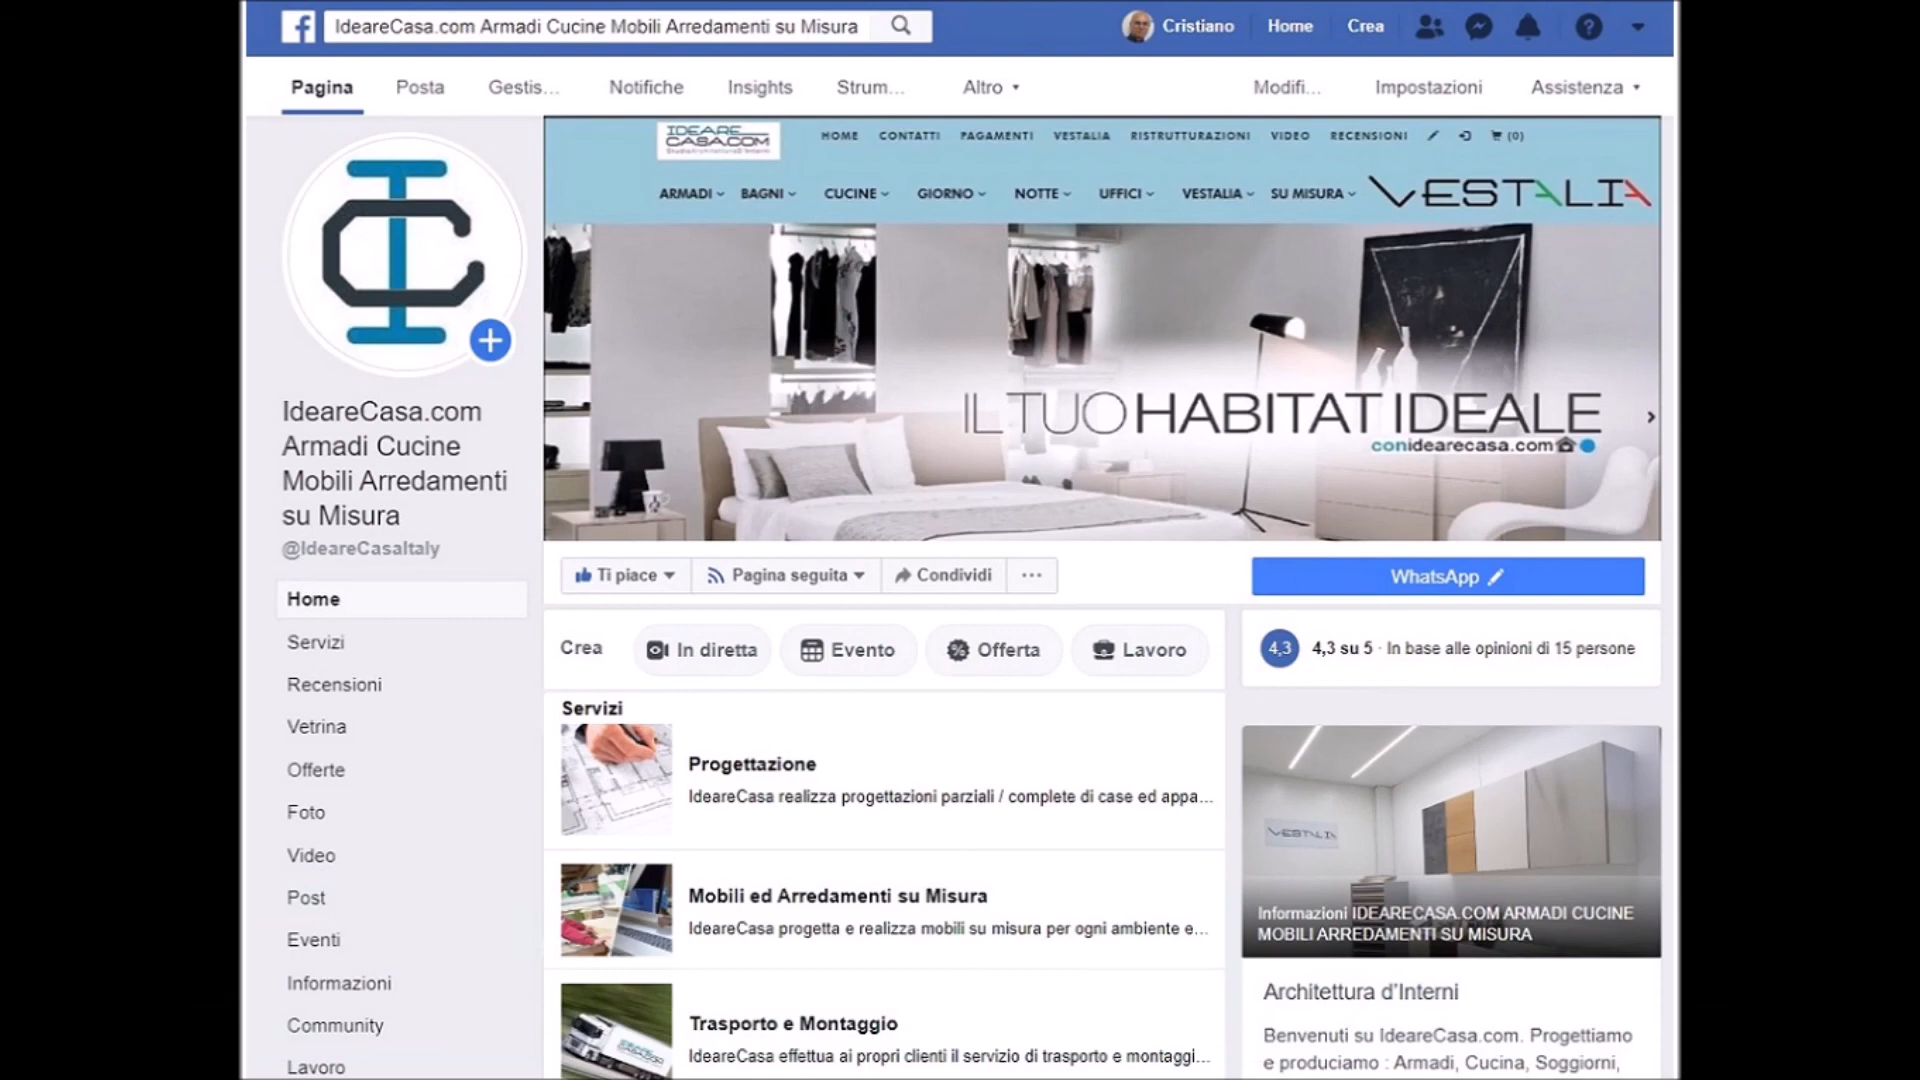 IdeareCasa.com Armadi Cucine Mobili Arredamenti su Misura
Cristiano Home Crea
Pagina Posta Gestis... Notifiche Insights Strum... Altro Modifi... Impostazioni Assistenza
IDEARE CASA.COM
HOME CONTATTI PAGAMENTI VESTALIA RISTRUTTURAZIONI VIDEO RECENSIONI (0)
ARMADI BAGNI CUCINE GIORNO NOTTE UFFICI VESTALIA SU MISURA VESTALIA
IL TUO HABITAT IDEALE
conidearecasa.com
IdeareCasa.com
Armadi Cucine
Mobili Arredamenti
su Misura
@IdeareCasaItaly
Home
Servizi
Recensioni
Vetrina
Offerte
Foto
Video
Post
Eventi
Informazioni
Community
Lavoro
Ti piace Pagina seguita Condividi ...
WhatsApp
Crea In diretta Evento Offerta Lavoro
4,3 4,3 su 5 · In base alle opinioni di 15 persone
Servizi
Progettazione
IdeareCasa realizza progettazioni parziali / complete di case ed appa...
Mobili ed Arredamenti su Misura
IdeareCasa progetta e realizza mobili su misura per ogni ambiente e...
Trasporto e Montaggio
IdeareCasa effettua ai propri clienti il servizio di trasporto e montaggi...
VESTALIA
Informazioni IDEARECASA.COM ARMADI CUCINE
MOBILI ARREDAMENTI SU MISURA
Architettura d'Interni
Benvenuti su IdeareCasa.com. Progettiamo
e produciamo : Armadi, Cucina, Soggiorni,